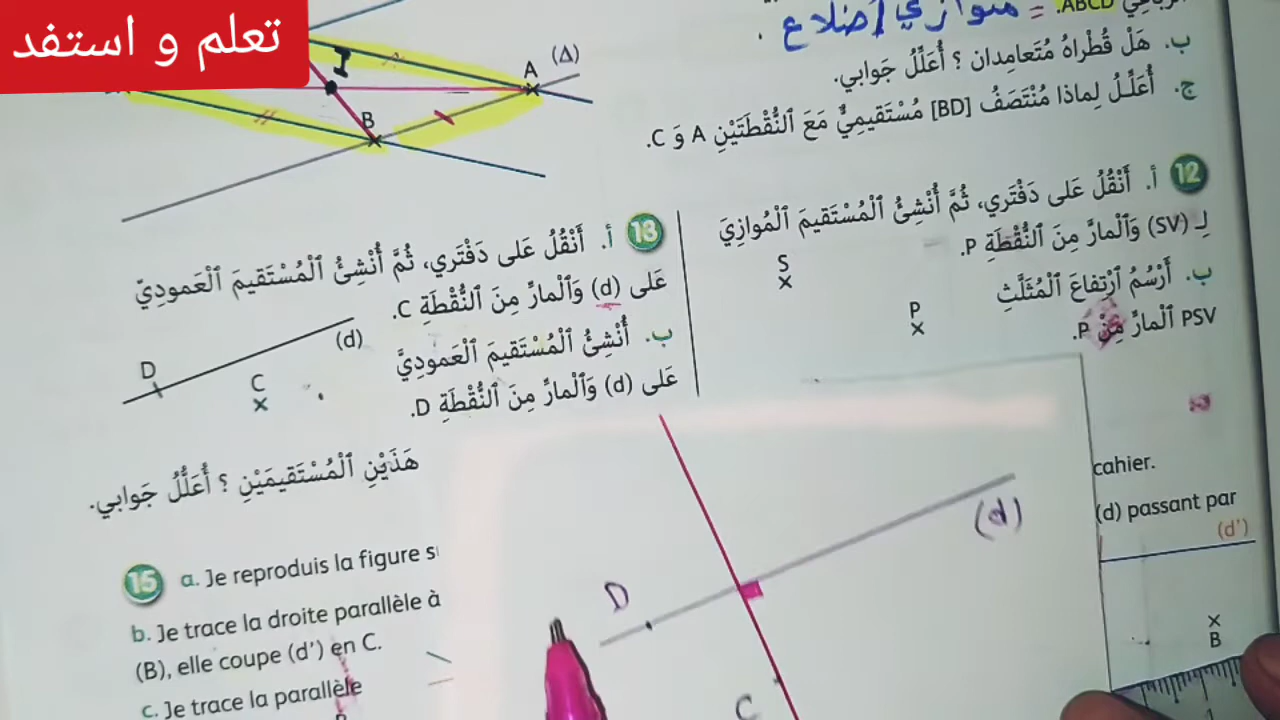 تعلم و استفد
ABCD. = متوازي أضلاع.
ب. هَلْ قُطْراهُ مُتَعامِدان ؟ أُعَلِّلُ جَوابي.
ج. أُعَلِّلُ لِماذا مُنْتَصَفُ [BD] مُسْتَقيمِيٌّ مَعَ ٱلنُّقْطَتَيْنِ A وَ C.
(Δ)
A
B
I
12 أ. أَنْقُلُ عَلى دَفْتَري، ثُمَّ أُنْشِئُ ٱلْمُسْتَقيمَ ٱلْمُوازِيَ
لِـ (SV) وَٱلْمارَّ مِنَ ٱلنُّقْطَةِ P.
S
P
ب. أَرْسُمُ ٱرْتِفاعَ ٱلْمُثَلَّثِ
PSV ٱلْمارَّ مِنْ P.
13 أ. أَنْقُلُ عَلى دَفْتَري، ثُمَّ أُنْشِئُ ٱلْمُسْتَقيمَ ٱلْعَمودِيَّ
عَلى (d) وَٱلْمارَّ مِنَ ٱلنُّقْطَةِ C.
ب. أُنْشِئُ ٱلْمُسْتَقيمَ ٱلْعَمودِيَّ
عَلى (d) وَٱلْمارَّ مِنَ ٱلنُّقْطَةِ D.
(d)
D
C
هَذَيْنِ ٱلْمُسْتَقيمَيْنِ ؟ أُعَلِّلُ جَوابي.
15 a. Je reproduis la figure s
b. Je trace la droite parallèle à
(B), elle coupe (d') en C.
c. Je trace la parallèle
(d)
D
C
cahier.
(d) passant par
(d')
B